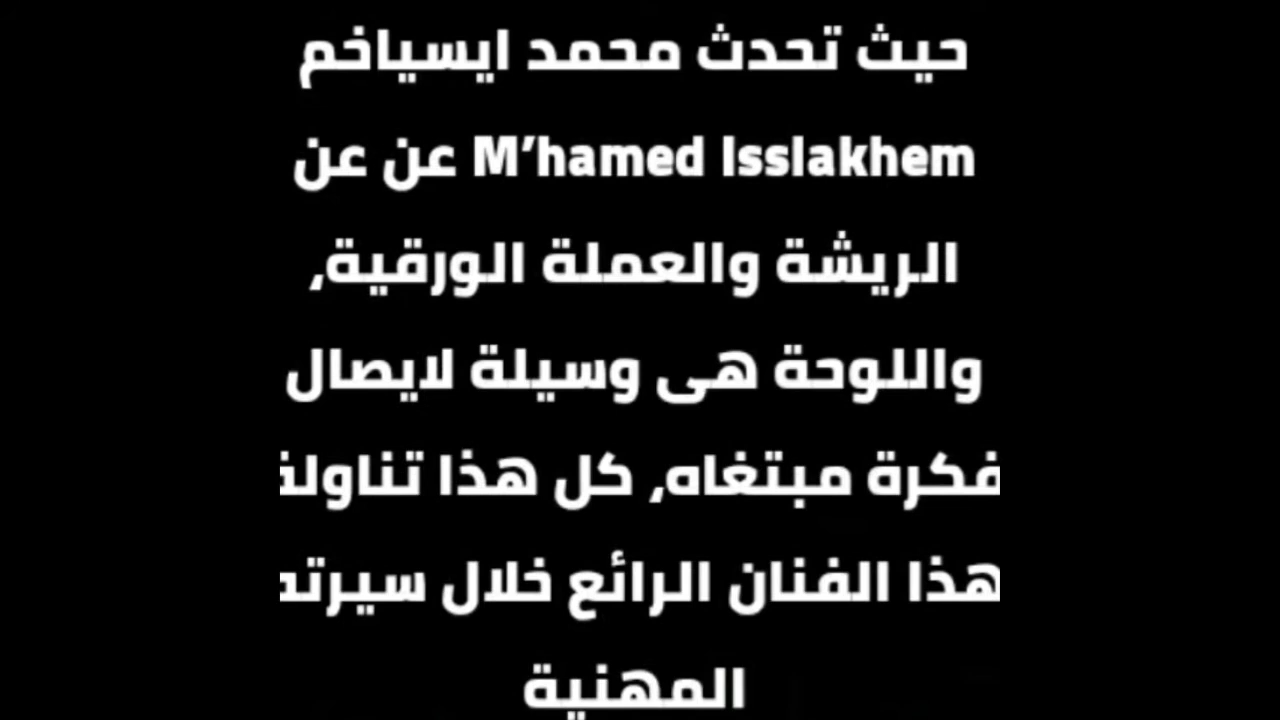 حيث تحدث محمد ايسياخم
M’hamed Isslakhem عن عن
الريشة والعملة الورقية,
واللوحة هى وسيلة لايصال
فكرة مبتغاه, كل هذا تناوله
هذا الفنان الرائع خلال سيرته
المهنية